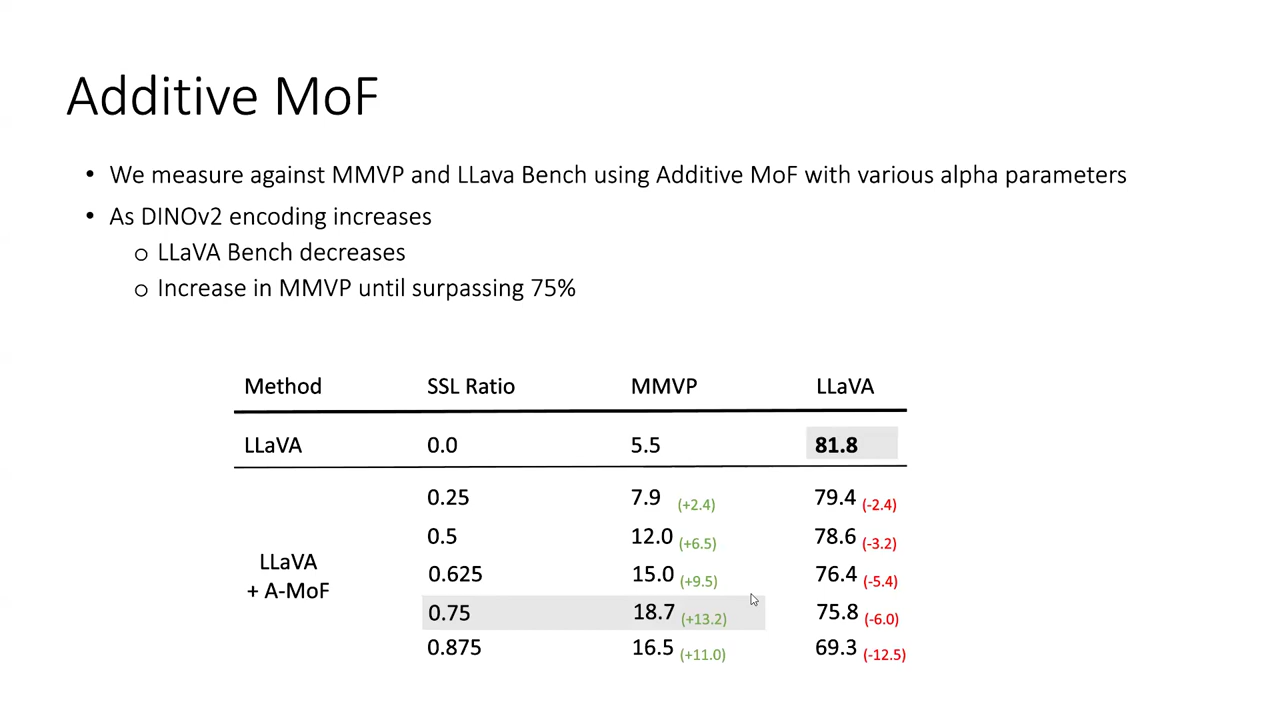 Additive MoF
• We measure against MMVP and LLava Bench using Additive MoF with various alpha parameters
• As DINOv2 encoding increases
o LLaVA Bench decreases
o Increase in MMVP until surpassing 75%
Method SSL Ratio MMVP LLaVA
LLaVA 0.0 5.5 81.8
0.25 7.9 (+2.4) 79.4 (-2.4)
0.5 12.0 (+6.5) 78.6 (-3.2)
LLaVA
+ A-MoF
0.625 15.0 (+9.5) 76.4 (-5.4)
0.75 18.7 (+13.2) 75.8 (-6.0)
0.875 16.5 (+11.0) 69.3 (-12.5)